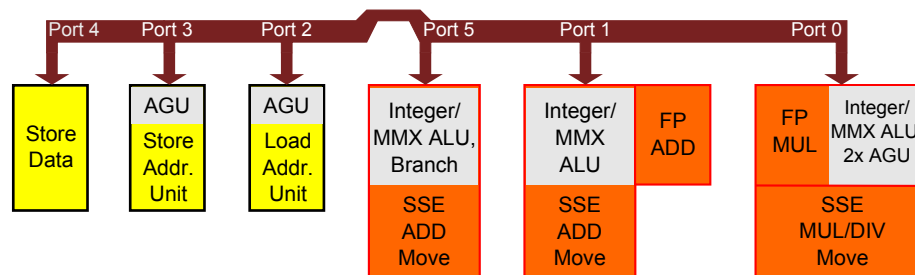 Port 4
Port 3
Port 2
Port 5
Port 1
Port 0
Store
Data
AGU
Store
Addr.
Unit
AGU
Load
Addr.
Unit
Integer/
MMX ALU,
Branch
SSE
ADD
Move
Integer/
MMX
ALU
SSE
ADD
Move
FP
ADD
FP
MUL
Integer/
MMX ALU
2x AGU
SSE
MUL/DIV
Move